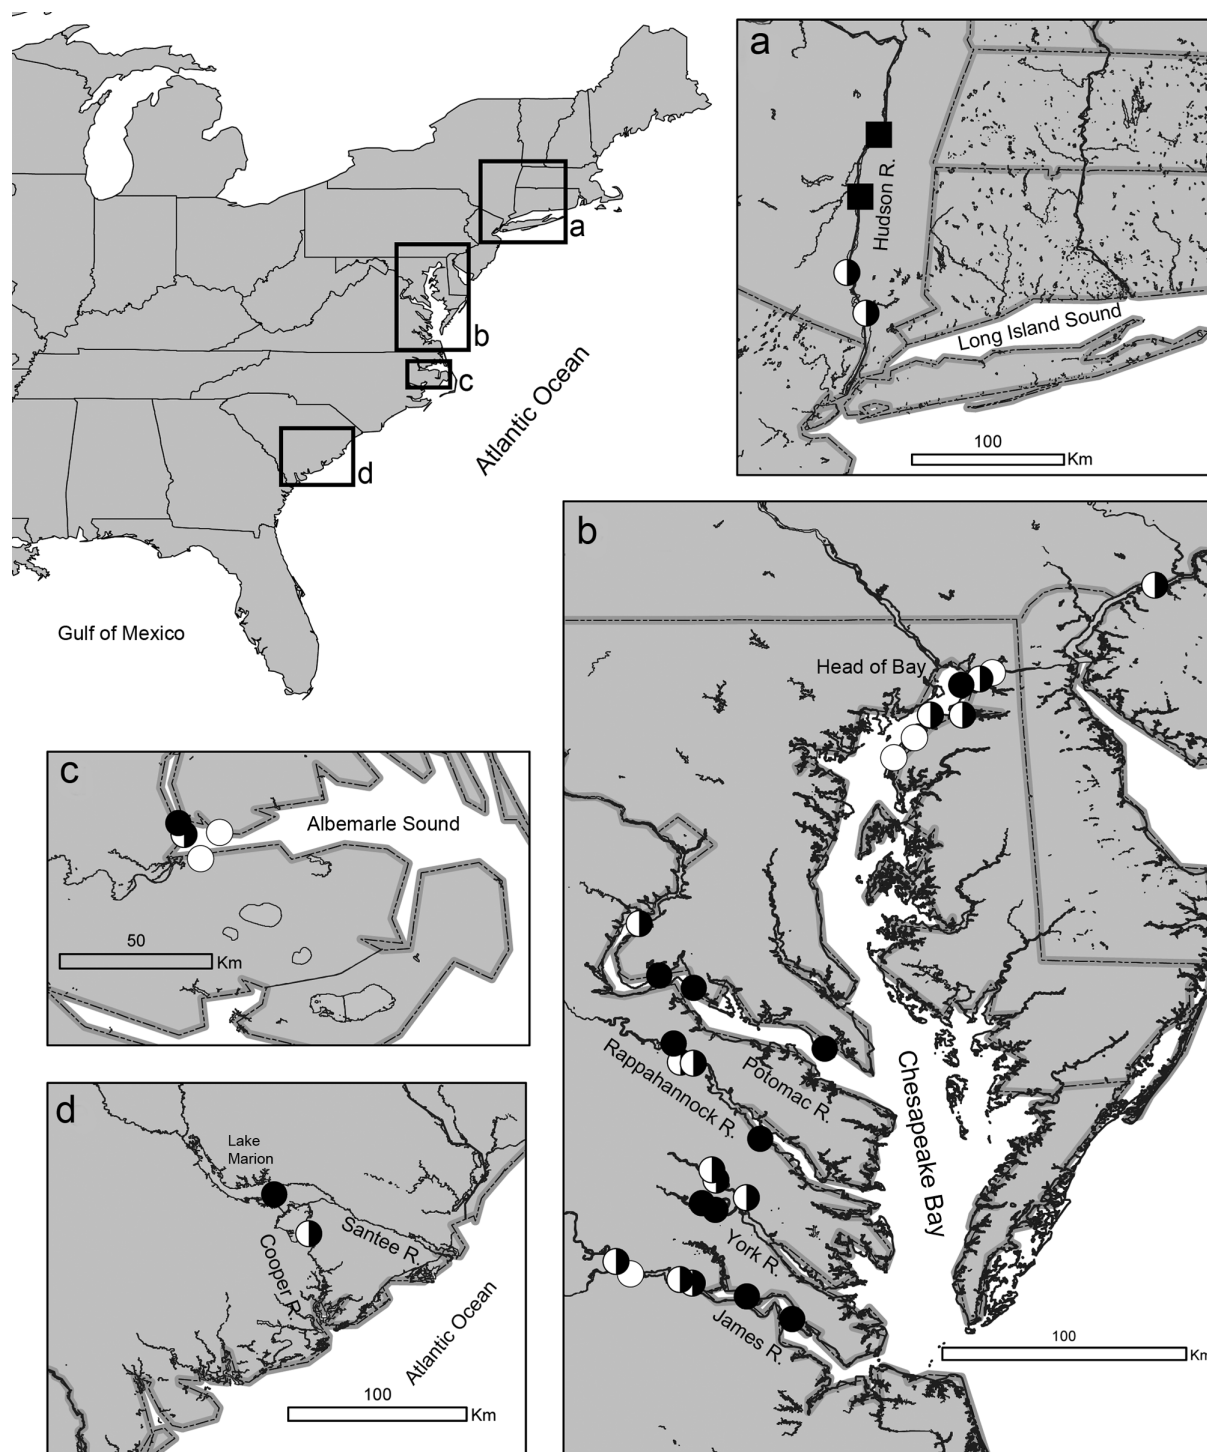 a
b
c
d
Atlantic Ocean
Gulf of Mexico
a
Hudson R.
Long Island Sound
100
Km
b
Head of Bay
Potomac R.
Rappahannock R.
Chesapeake Bay
York R.
James R.
100
Km
c
Albemarle Sound
50
Km
d
Lake
Marion
Santee R.
Cooper R.
Atlantic Ocean
100
Km